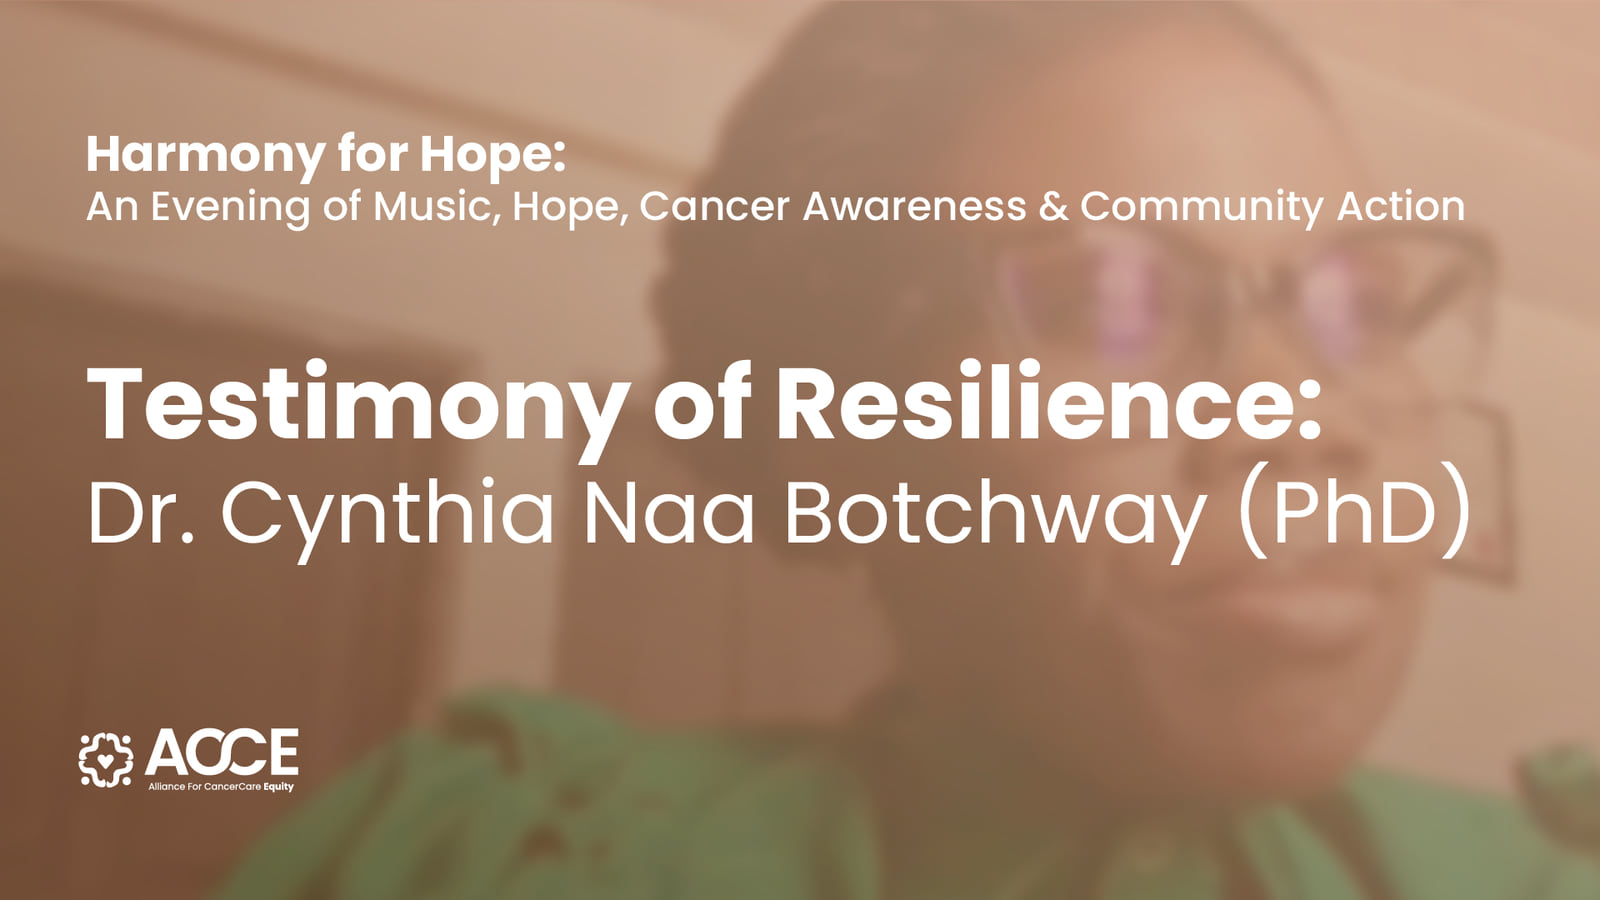 Harmony for Hope:
An Evening of Music, Hope, Cancer Awareness & Community Action
Testimony of Resilience:
Dr. Cynthia Naa Botchway (PhD)
ACCE
Alliance For CancerCare Equity